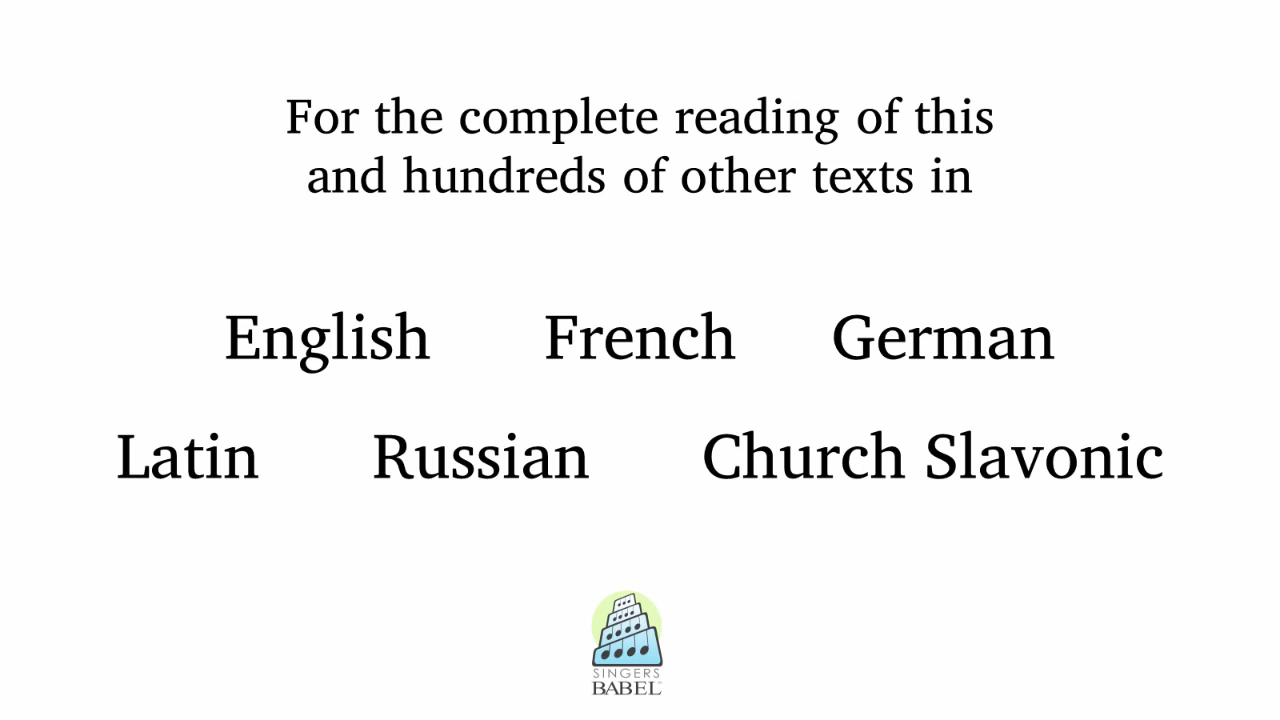 For the complete reading of this
and hundreds of other texts in
English French German
Latin Russian Church Slavonic
SINGERS
BABEL™